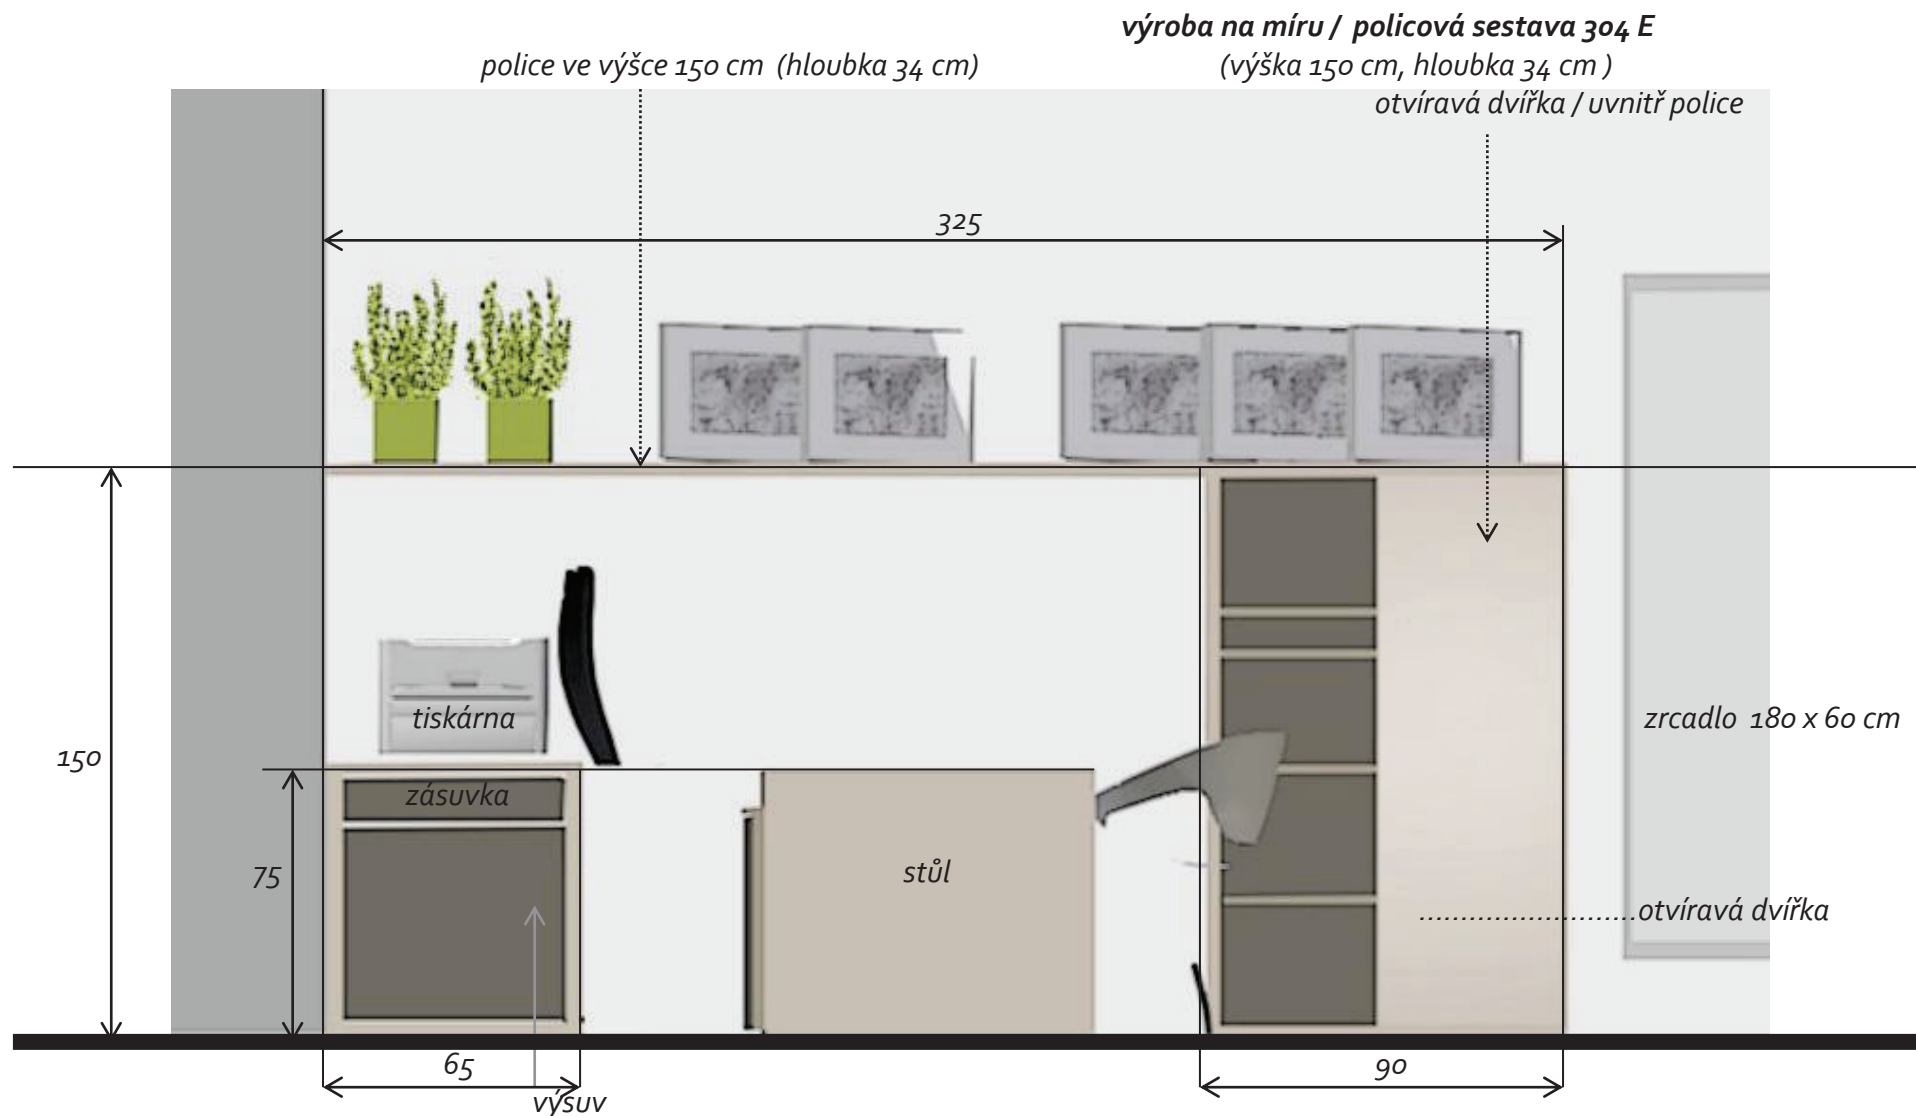 výroba na míru / policová sestava 304 E
police ve výšce 150 cm (hloubka 34 cm)
(výška 150 cm, hloubka 34 cm )
otvíravá dvířka / uvnitř police
325
tiskárna
zrcadlo 180 x 60 cm
150
zásuvka
75
stůl
.........................otvíravá dvířka
65
90
výsuv